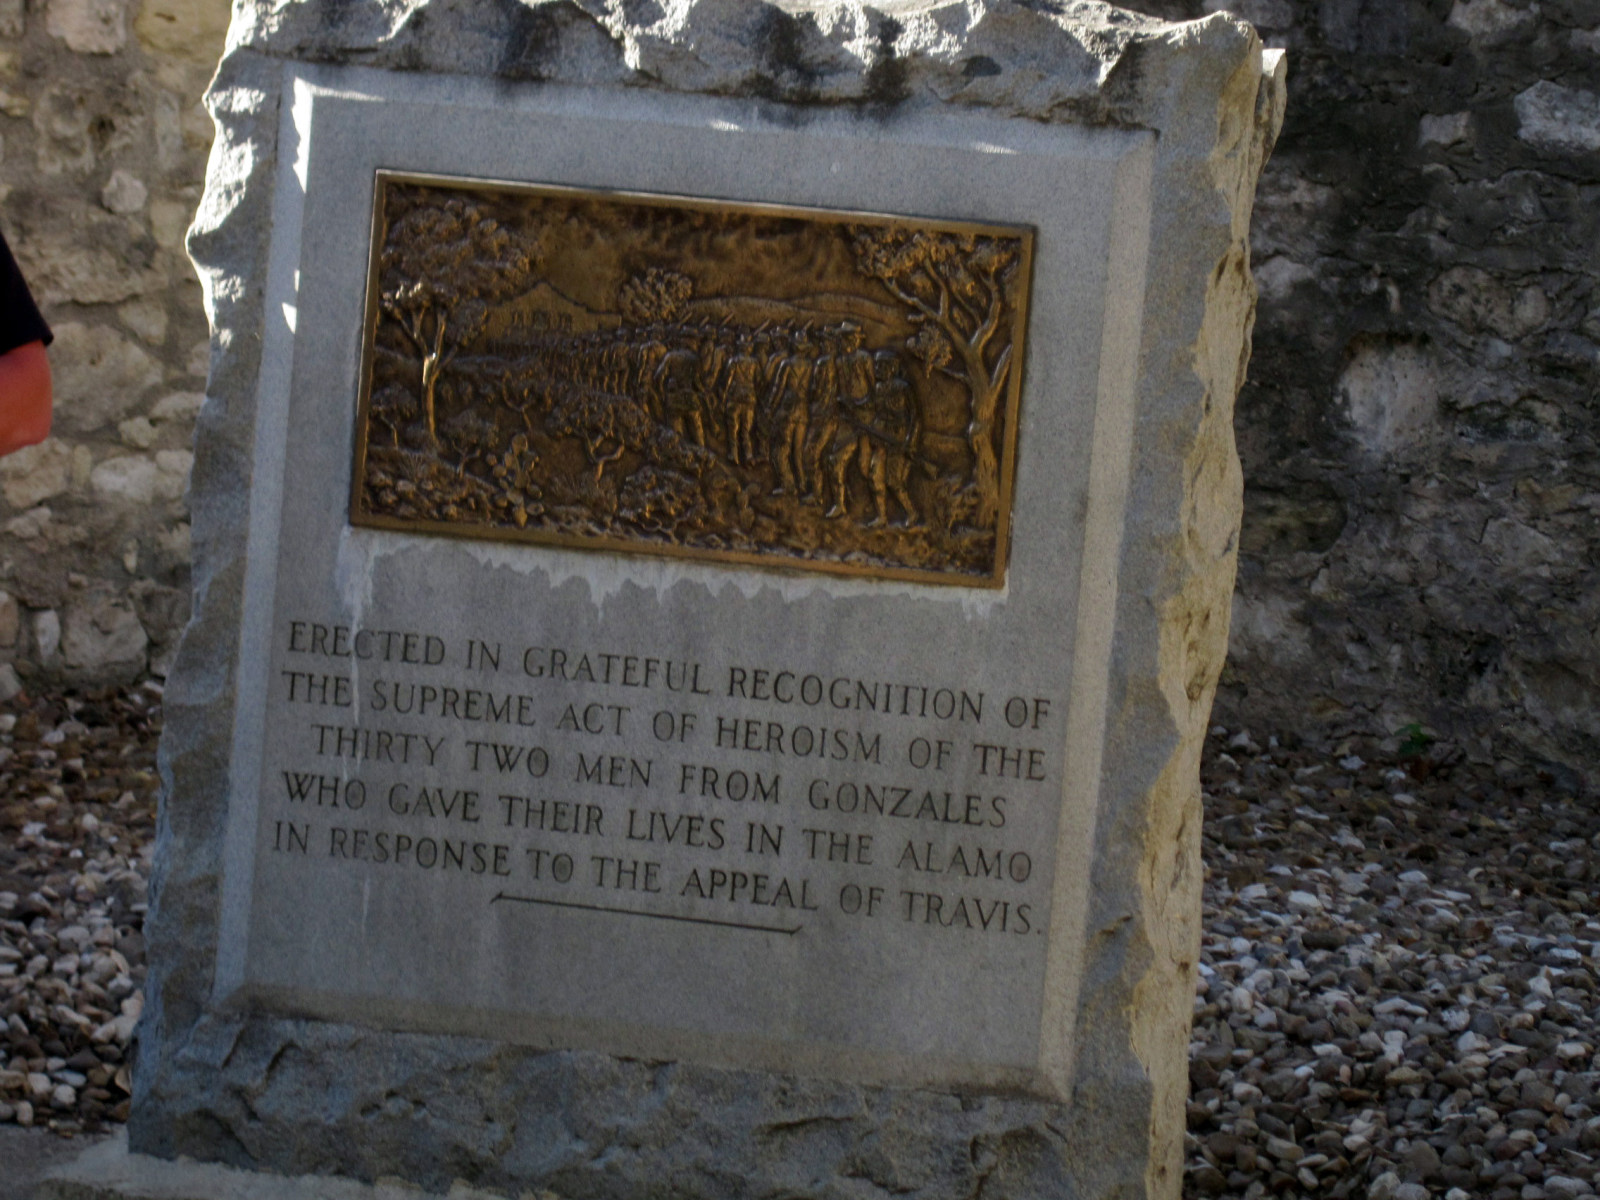 ERECTED IN GRATEFUL RECOGNITION OF
THE SUPREME ACT OF HEROISM OF THE
THIRTY TWO MEN FROM GONZALES
WHO GAVE THEIR LIVES IN THE ALAMO
IN RESPONSE TO THE APPEAL OF TRAVIS.